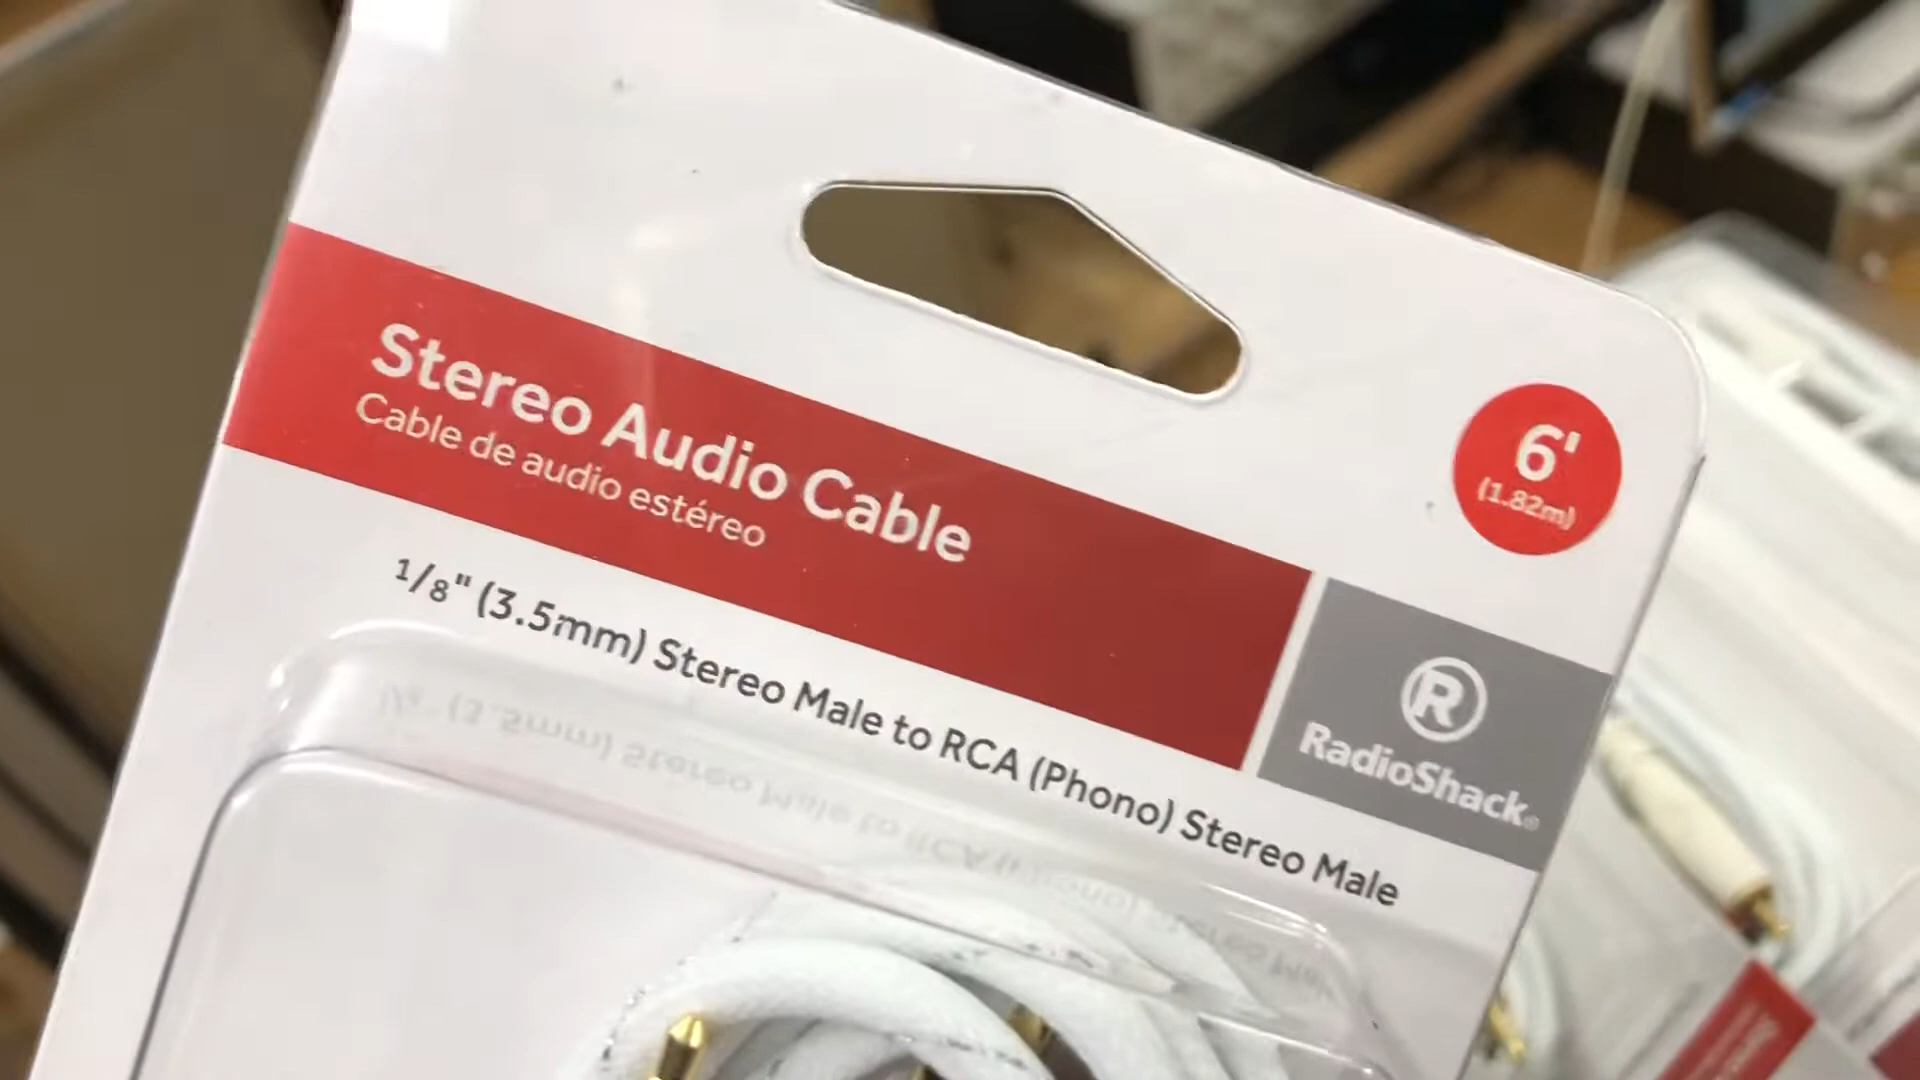 Stereo Audio Cable
Cable de audio estéreo
6'
(1.82m)
1/8" (3.5mm) Stereo Male to RCA (Phono) Stereo Male
R
RadioShack®